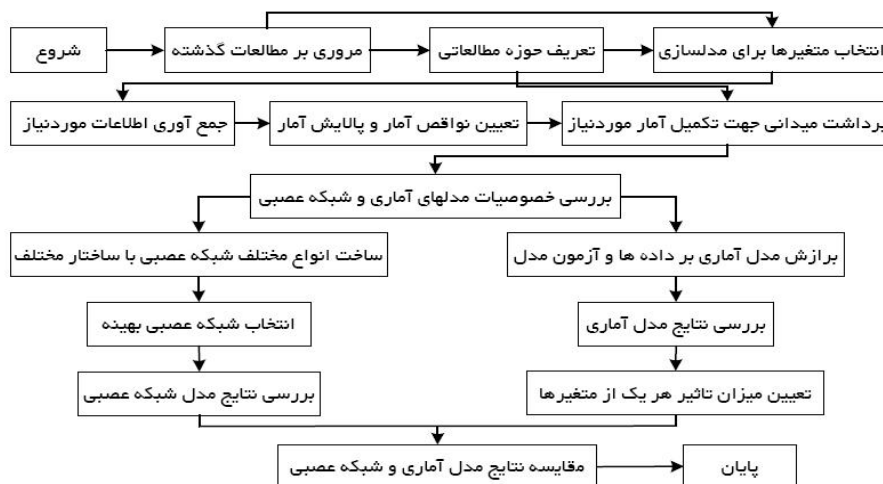 شروع
مروری بر مطالعات گذشته
تعریف حوزه مطالعاتی
انتخاب متغیرها برای مدلسازی
جمع آوری اطلاعات موردنیاز
تعیین نواقص آمار و پالایش آمار
برداشت میدانی جهت تکمیل آمار موردنیاز
بررسی خصوصیات مدلهای آماری و شبکه عصبی
برازش مدل آماری بر داده ها و آزمون مدل
ساخت انواع مختلف شبکه عصبی با ساختار مختلف
بررسی نتایج مدل آماری
انتخاب شبکه عصبی بهینه
تعیین میزان تاثیر هر یک از متغیرها
بررسی نتایج مدل شبکه عصبی
مقایسه نتایج مدل آماری و شبکه عصبی
پایان